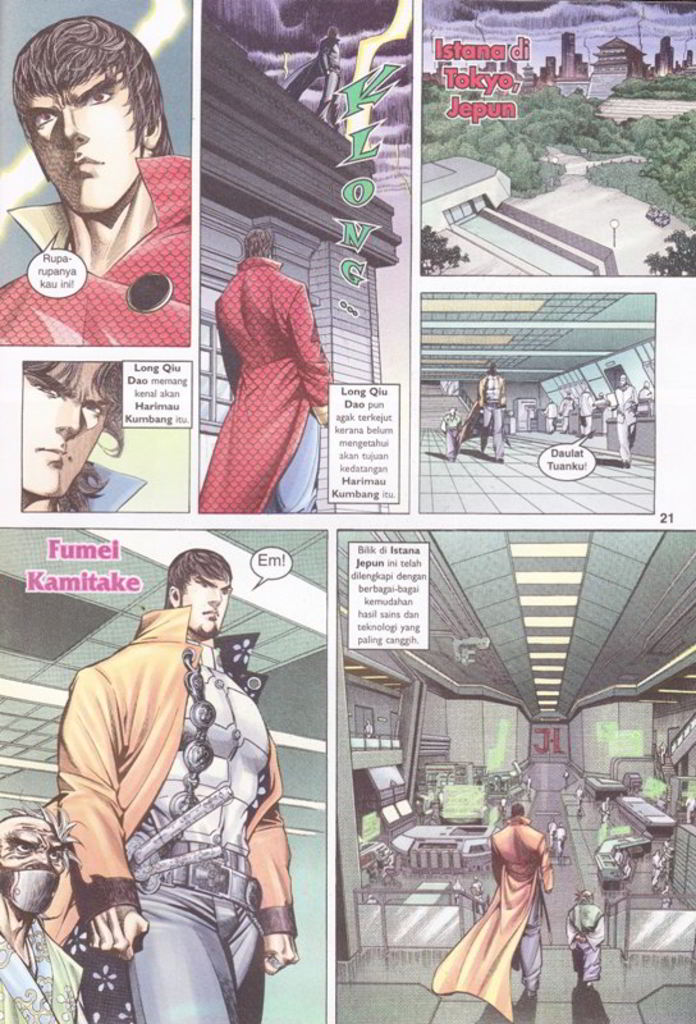 Rupa-
rupanya
kau ini!
KLONG...
Long Qiu
Dao memang
kenal akan
Harimau
Kumbang itu.
Long Qiu
Dao pun
agak terkejut
kerana belum
mengetahui
akan tujuan
kedatangan
Harimau
Kumbang itu.
Istana di
Tokyo,
Jepun
Daulat
Tuanku!
21
Fumei
Kamitake
Em!
Bilik di Istana
Jepun ini telah
dilengkapi dengan
berbagai-bagai
kemudahan
hasil sains dan
teknologi yang
paling canggih.
JH